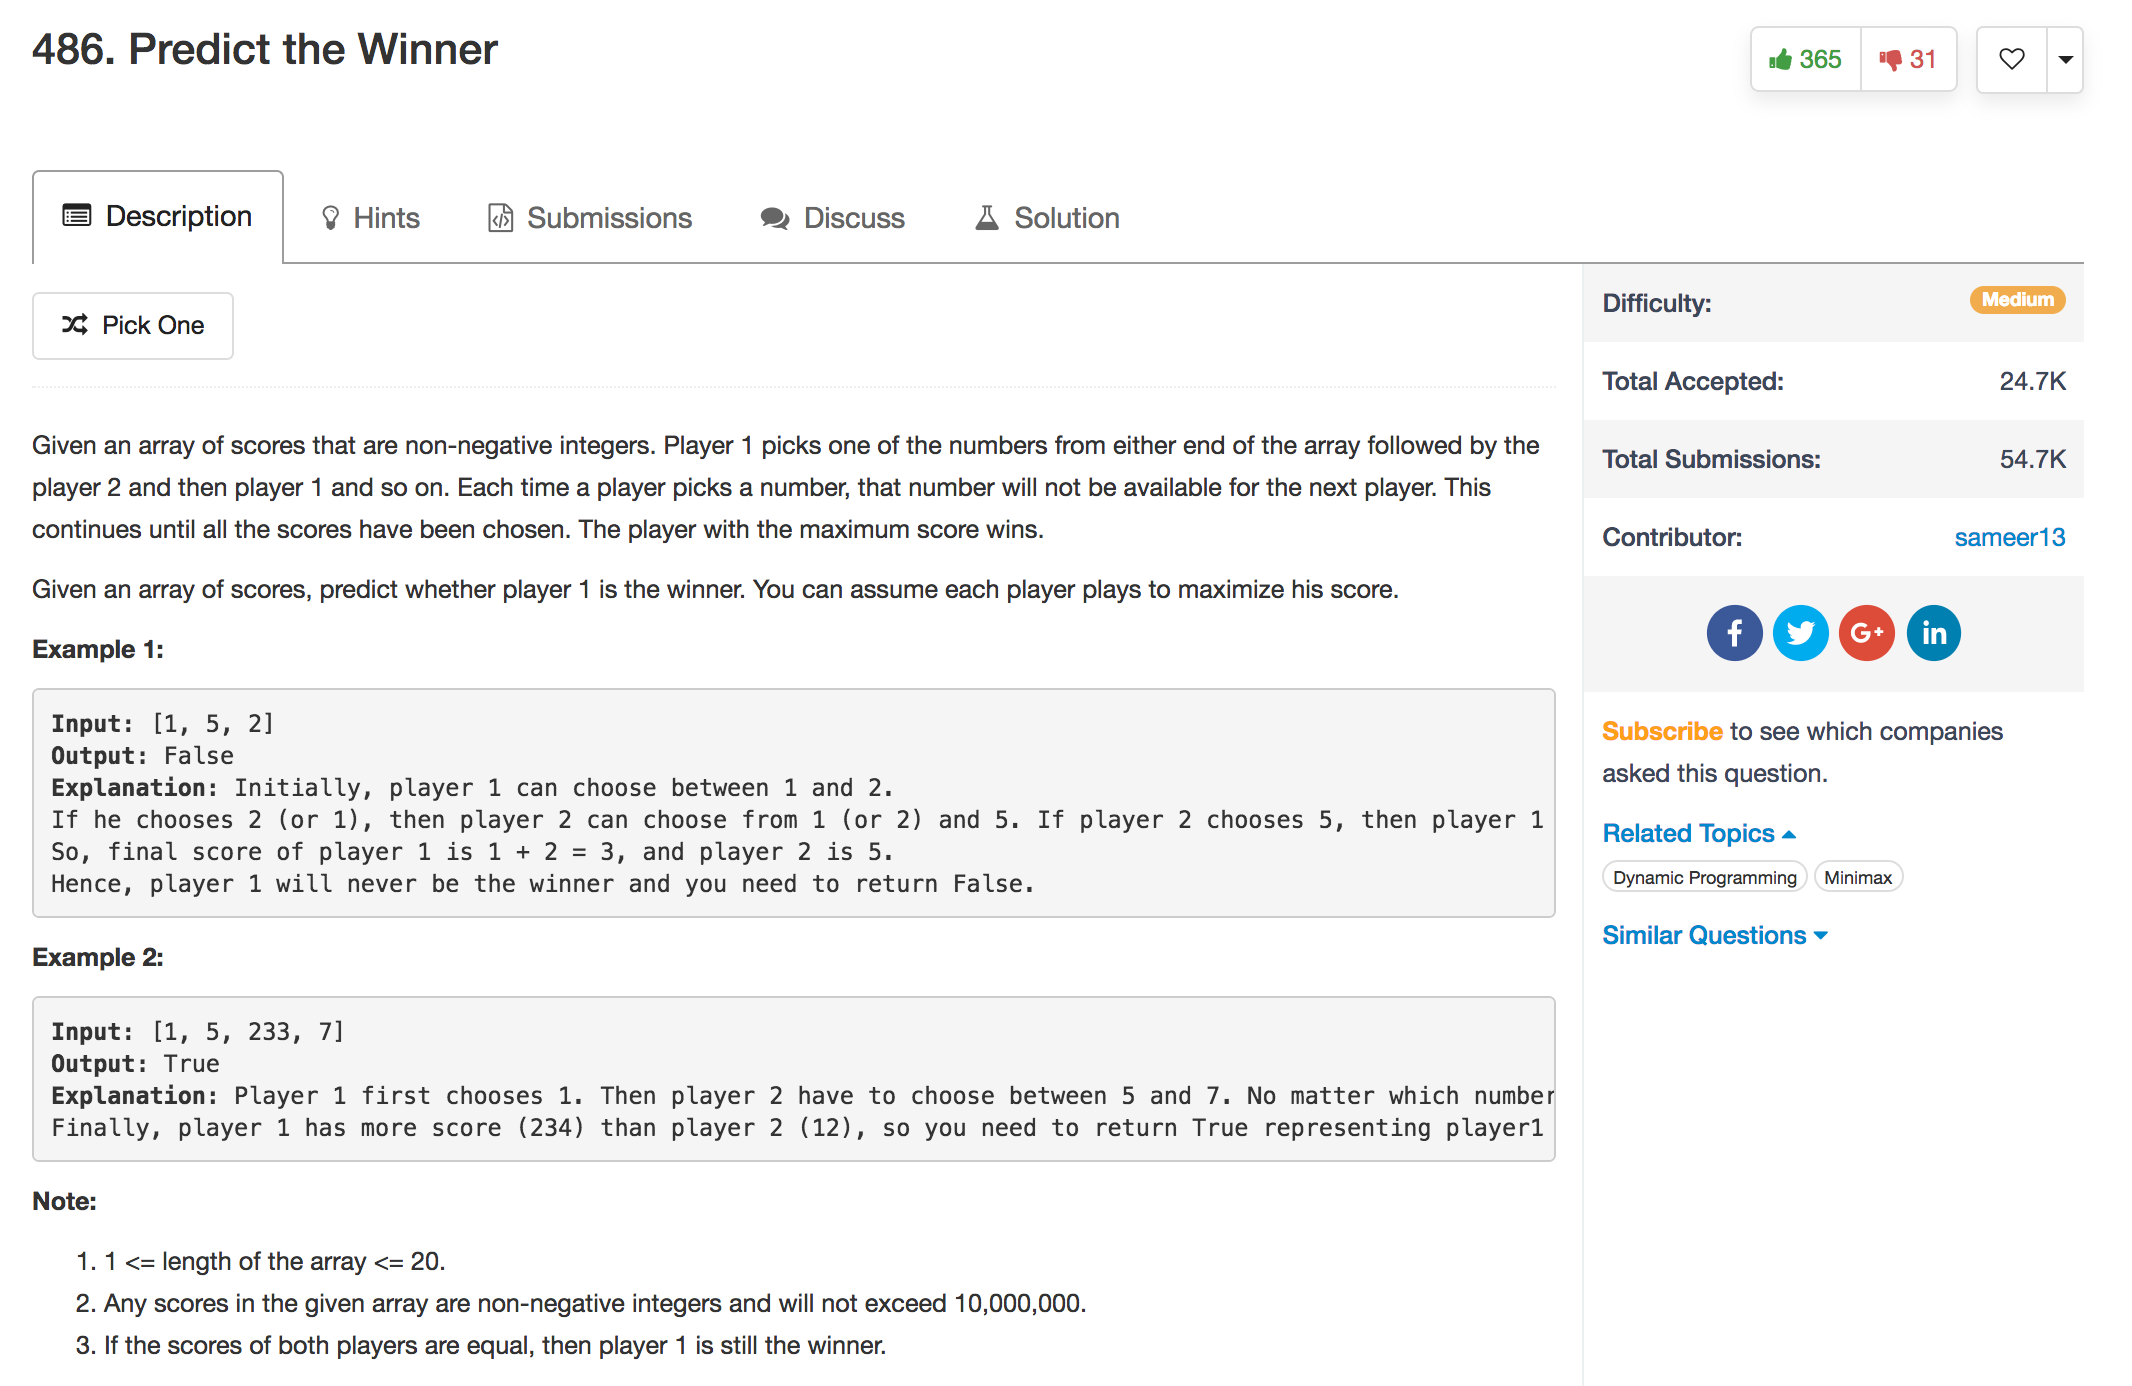 486. Predict the Winner
365
31
Description
Hints
Submissions
Discuss
Solution
Pick One
Given an array of scores that are non-negative integers. Player 1 picks one of the numbers from either end of the array followed by the
player 2 and then player 1 and so on. Each time a player picks a number, that number will not be available for the next player. This
continues until all the scores have been chosen. The player with the maximum score wins.
Given an array of scores, predict whether player 1 is the winner. You can assume each player plays to maximize his score.
Example 1:
Input: [1, 5, 2]
Output: False
Explanation: Initially, player 1 can choose between 1 and 2.
If he chooses 2 (or 1), then player 2 can choose from 1 (or 2) and 5. If player 2 chooses 5, then player 1
So, final score of player 1 is 1 + 2 = 3, and player 2 is 5.
Hence, player 1 will never be the winner and you need to return False.
Example 2:
Input: [1, 5, 233, 7]
Output: True
Explanation: Player 1 first chooses 1. Then player 2 have to choose between 5 and 7. No matter which number
Finally, player 1 has more score (234) than player 2 (12), so you need to return True representing player1
Note:
1. 1 <= length of the array <= 20.
2. Any scores in the given array are non-negative integers and will not exceed 10,000,000.
3. If the scores of both players are equal, then player 1 is still the winner.
Difficulty:
Medium
Total Accepted:
24.7K
Total Submissions:
54.7K
Contributor:
sameer13
f
G+
in
Subscribe to see which companies
asked this question.
Related Topics
Dynamic Programming
Minimax
Similar Questions